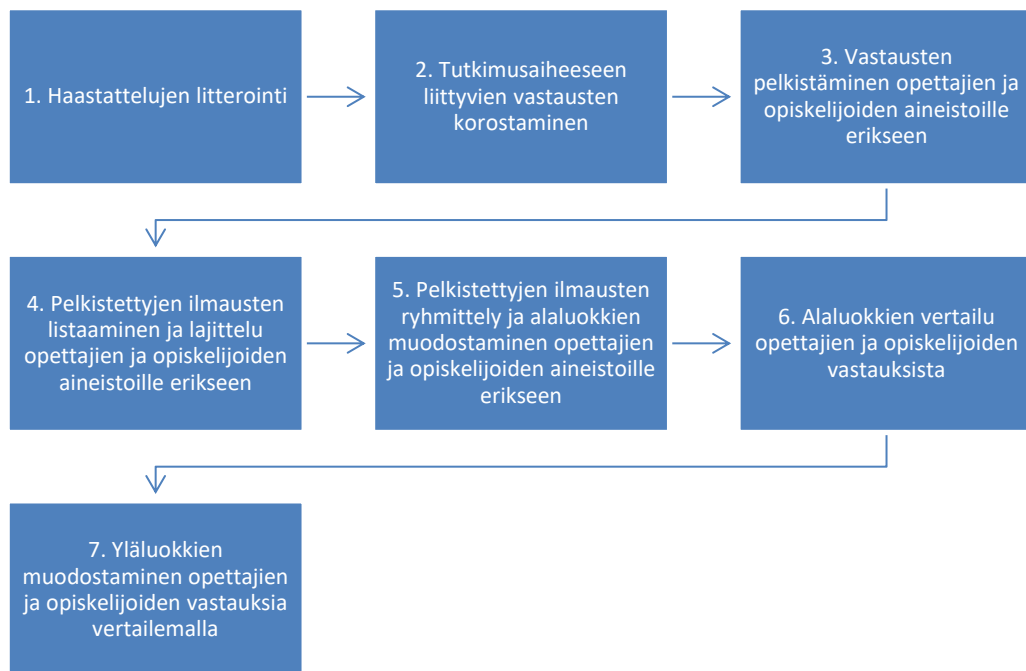 1. Haastattelujen litterointi
2. Tutkimusaiheeseen
liittyvien vastausten
korostaminen
3. Vastausten
pelkistäminen opettajien ja
opiskelijoiden aineistoille
erikseen
4. Pelkistettyjen ilmausten
listaaminen ja lajittelu
opettajien ja opiskelijoiden
aineistoille erikseen
5. Pelkistettyjen ilmausten
ryhmittely ja alaluokkien
muodostaminen opettajien
ja opiskelijoiden aineistoille
erikseen
6. Alaluokkien vertailu
opettajien ja opiskelijoiden
vastauksista
7. Yläluokkien
muodostaminen opettajien
ja opiskelijoiden vastauksia
vertailemalla